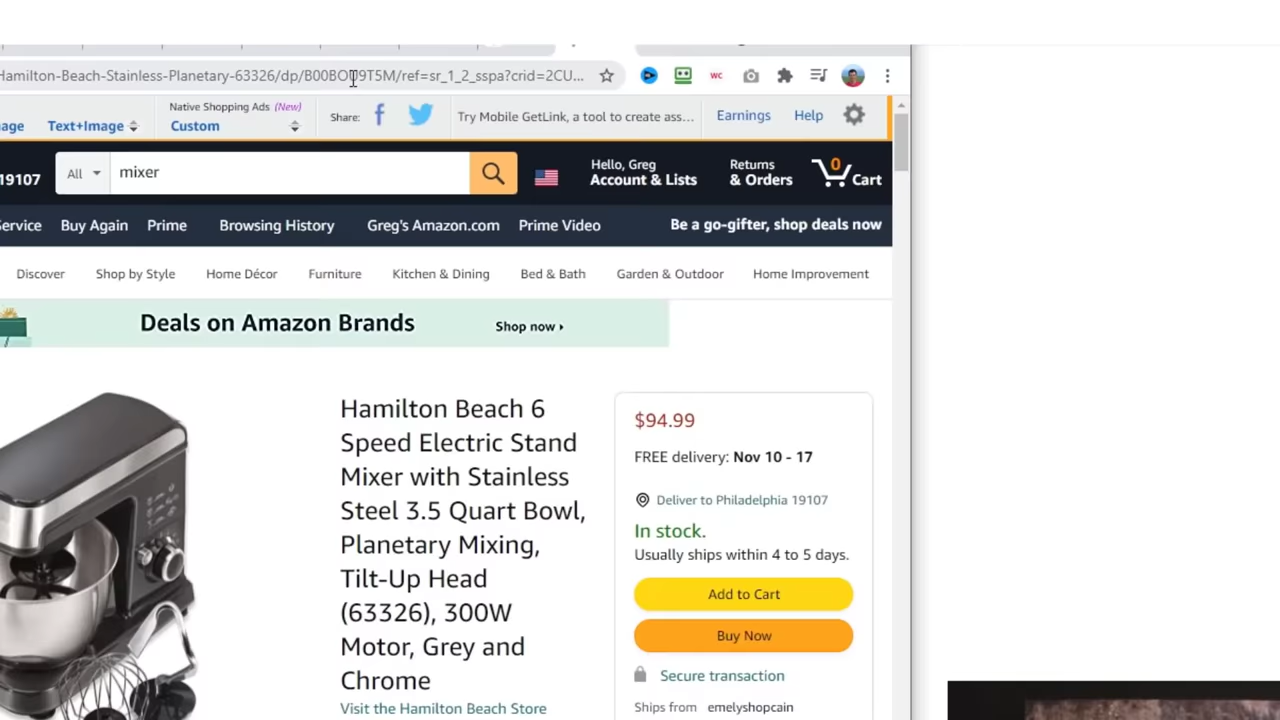 Hamilton-Beach-Stainless-Planetary-63326/dp/B00BOU9T5M/ref=sr_1_2_sspa?crid=2CU...
WC
Native Shopping Ads (New)
age Text+Image Custom Share: Try Mobile GetLink, a tool to create ass... Earnings Help
19107 All mixer Hello, Greg Account & Lists Returns & Orders 0 Cart
ervice Buy Again Prime Browsing History Greg's Amazon.com Prime Video Be a go-gifter, shop deals now
Discover Shop by Style Home Décor Furniture Kitchen & Dining Bed & Bath Garden & Outdoor Home Improvement
Deals on Amazon Brands Shop now ›
Hamilton Beach 6
Speed Electric Stand
Mixer with Stainless
Steel 3.5 Quart Bowl,
Planetary Mixing,
Tilt-Up Head
(63326), 300W
Motor, Grey and
Chrome
Visit the Hamilton Beach Store
$94.99
FREE delivery: Nov 10 - 17
Deliver to Philadelphia 19107
In stock.
Usually ships within 4 to 5 days.
Add to Cart
Buy Now
Secure transaction
Ships from emelyshopcain